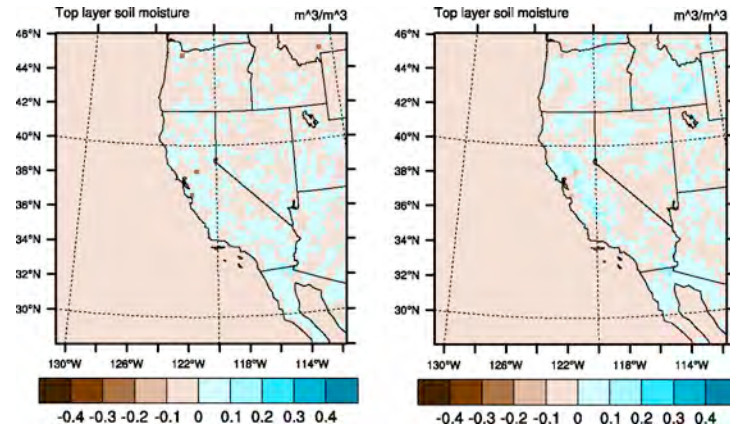 Top layer soil moisture m^3/m^3
46°N
44°N
42°N
40°N
38°N
36°N
34°N
32°N
30°N
130°W 126°W 122°W 118°W 114°W
-0.4 -0.3 -0.2 -0.1 0 0.1 0.2 0.3 0.4
Top layer soil moisture m^3/m^3
46°N
44°N
42°N
40°N
38°N
36°N
34°N
32°N
30°N
130°W 126°W 122°W 118°W 114°W
-0.4 -0.3 -0.2 -0.1 0 0.1 0.2 0.3 0.4